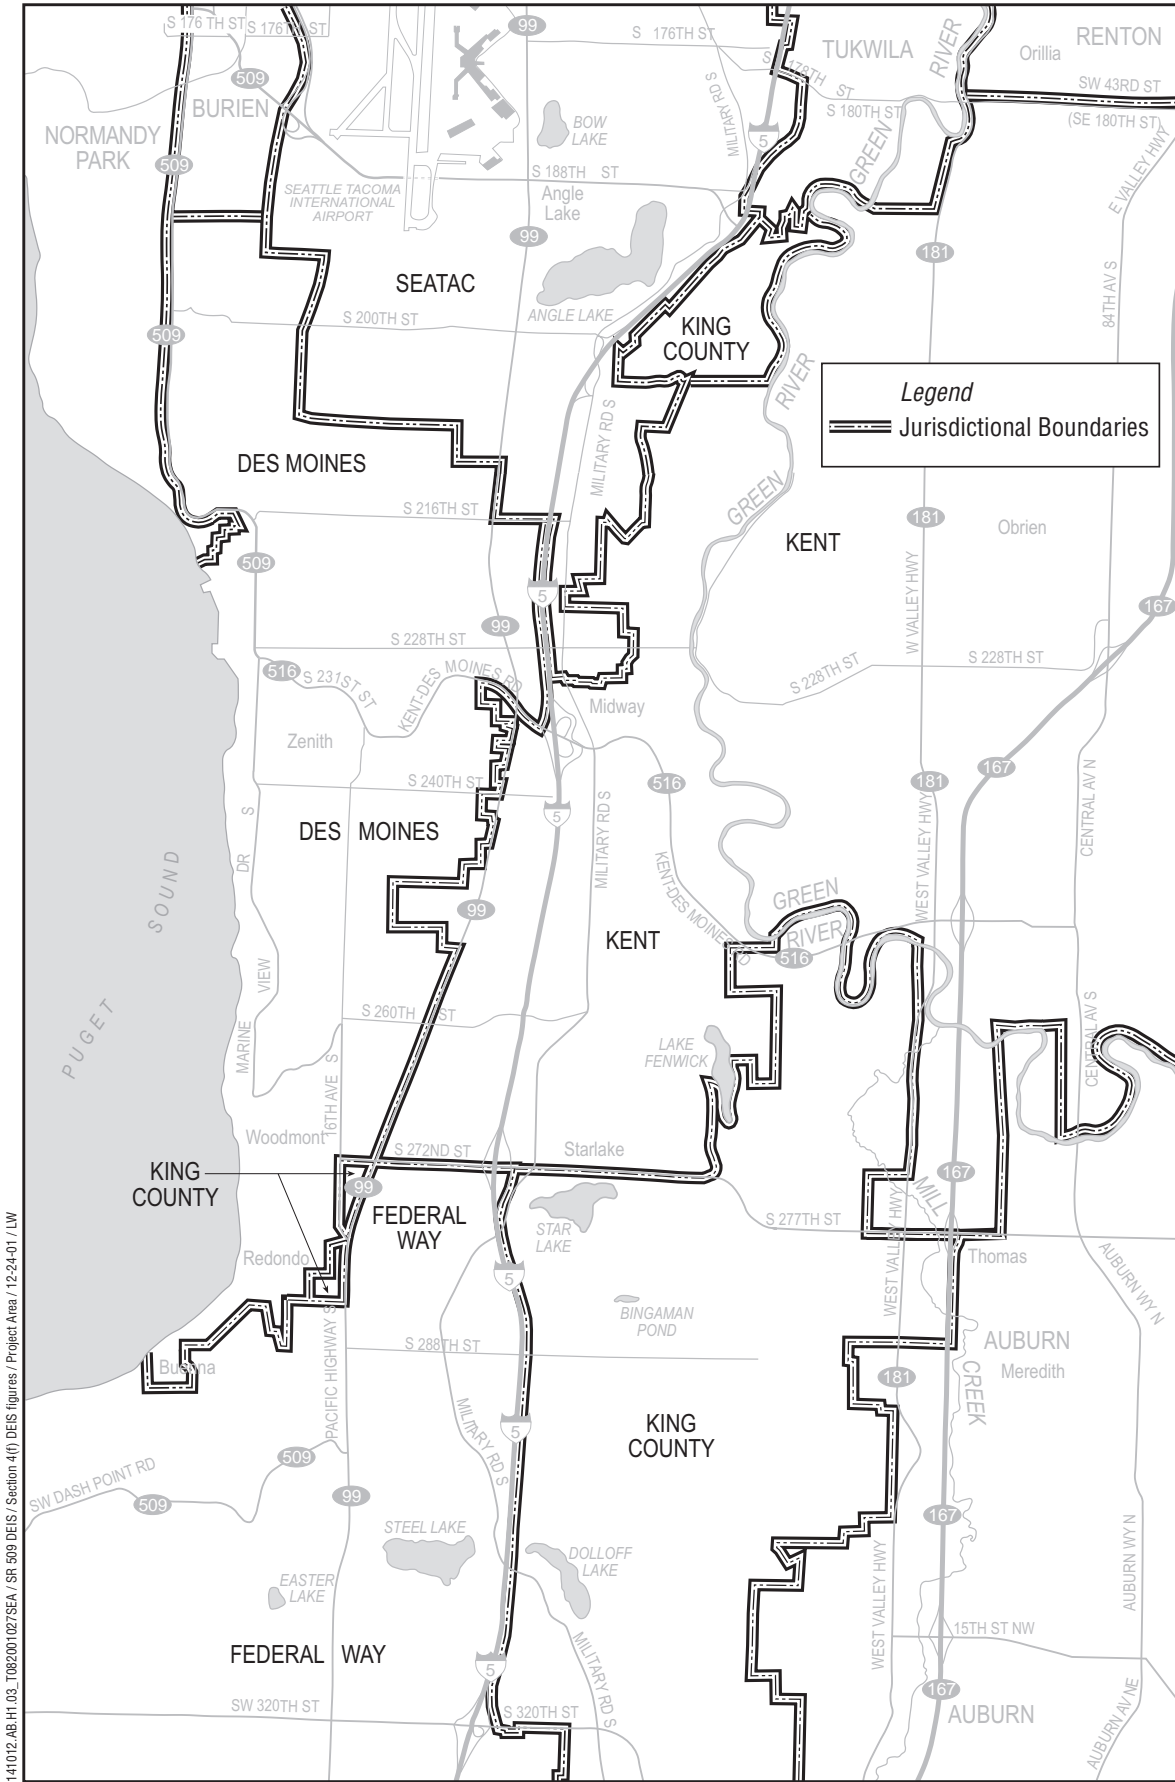 S 176 TH ST
S 176TH ST
99
S 176TH ST
TUKWILA
RIVER
RENTON
Orillia
509
BURIEN
S 178TH ST
SW 43RD ST
MILITARY RD S
S 180TH ST
(SE 180TH ST)
NORMANDY
PARK
BOW
LAKE
5
GREEN
E VALLEY HWY
509
S 188TH ST
SEATTLE TACOMA
INTERNATIONAL
AIRPORT
Angle
Lake
99
181
SEATAC
84TH AV S
ANGLE LAKE
S 200TH ST
509
KING
COUNTY
RIVER
Legend
Jurisdictional Boundaries
MILITARY RD S
DES MOINES
GREEN
S 216TH ST
181
Obrien
KENT
509
5
W VALLEY HWY
167
99
S 228TH ST
S 228TH ST
S 228TH ST
516
S 231ST ST
KENT-DES MOINES RD
Midway
Zenith
167
S 240TH ST
516
181
5
CENTRAL AV N
MARINE VIEW DR S
DES MOINES
MILITARY RD S
WEST VALLEY HWY
PUGET SOUND
KENT-DES MOINES RD
99
GREEN
RIVER
KENT
516
S 260TH ST
LAKE
FENWICK
CENTRAL AV S
16TH AVE S
Woodmont
S 272ND ST
Starlake
KING
COUNTY
99
167
MILL
FEDERAL
WAY
STAR
LAKE
S 277TH ST
WEST VALLEY HWY
Redondo
Thomas
5
AUBURN WY N
BINGAMAN
POND
PACIFIC HIGHWAY S
S 288TH ST
AUBURN
Meredith
Buenna
181
CREEK
MILITARY RD S
5
KING
COUNTY
509
SW DASH POINT RD
509
99
167
STEEL LAKE
DOLLOFF
LAKE
EASTER
LAKE
WEST VALLEY HWY
AUBURN WY N
15TH ST NW
FEDERAL WAY
MILITARY RD S
5
167
SW 320TH ST
S 320TH ST
AUBURN
AUBURN AV NE
141012.AB.H1.03_T082001027SEA / SR 509 DEIS / Section 4(f) DEIS figures / Project Area / 12-24-01 / LW